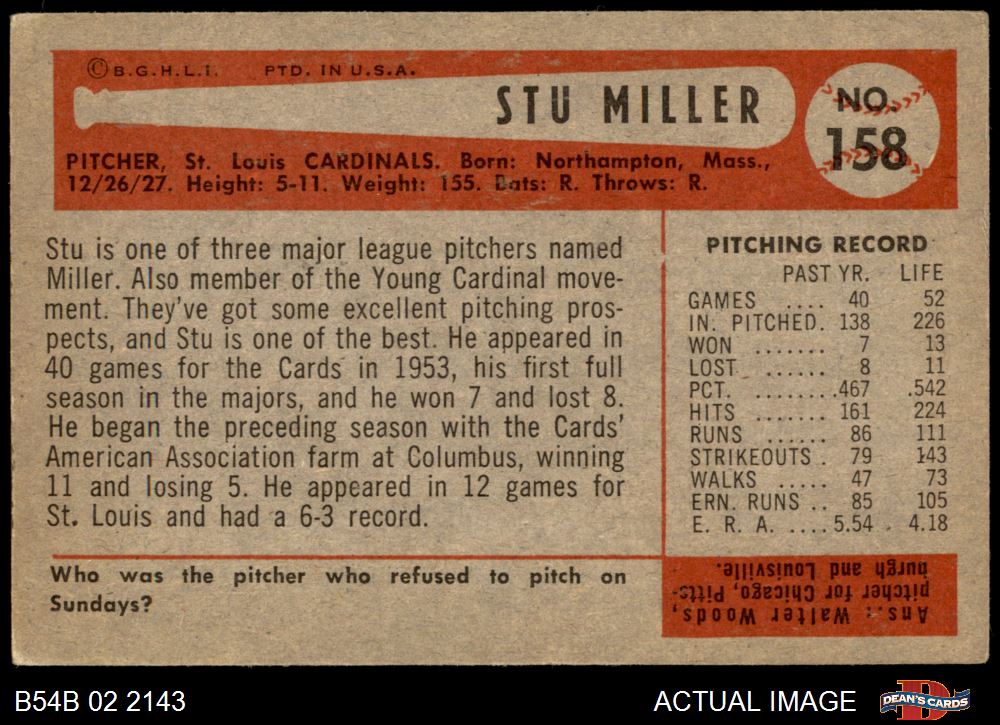 © B.G.H.L.I. PTD. IN U.S.A.
STU MILLER
NO.
158
PITCHER, St. Louis CARDINALS. Born: Northampton, Mass.,
12/26/27. Height: 5-11. Weight: 155. Bats: R. Throws: R.
Stu is one of three major league pitchers named
Miller. Also member of the Young Cardinal move-
ment. They've got some excellent pitching pros-
pects, and Stu is one of the best. He appeared in
40 games for the Cards in 1953, his first full
season in the majors, and he won 7 and lost 8.
He began the preceding season with the Cards'
American Association farm at Columbus, winning
11 and losing 5. He appeared in 12 games for
St. Louis and had a 6-3 record.
PITCHING RECORD
PAST YR. LIFE
GAMES .... 40 52
IN. PITCHED. 138 226
WON ....... 7 13
LOST ...... 8 11
PCT. .......467 .542
HITS ....... 161 224
RUNS ...... 86 111
STRIKEOUTS . 79 143
WALKS ..... 47 73
ERN. RUNS .. 85 105
E. R. A. ....5.54 4.18
Who was the pitcher who refused to pitch on
Sundays?
Ans.: Walter Woods,
pitcher for Chicago, Pitts-
burgh and Louisville.
B54B 02 2143
ACTUAL IMAGE
DEAN'S CARDS